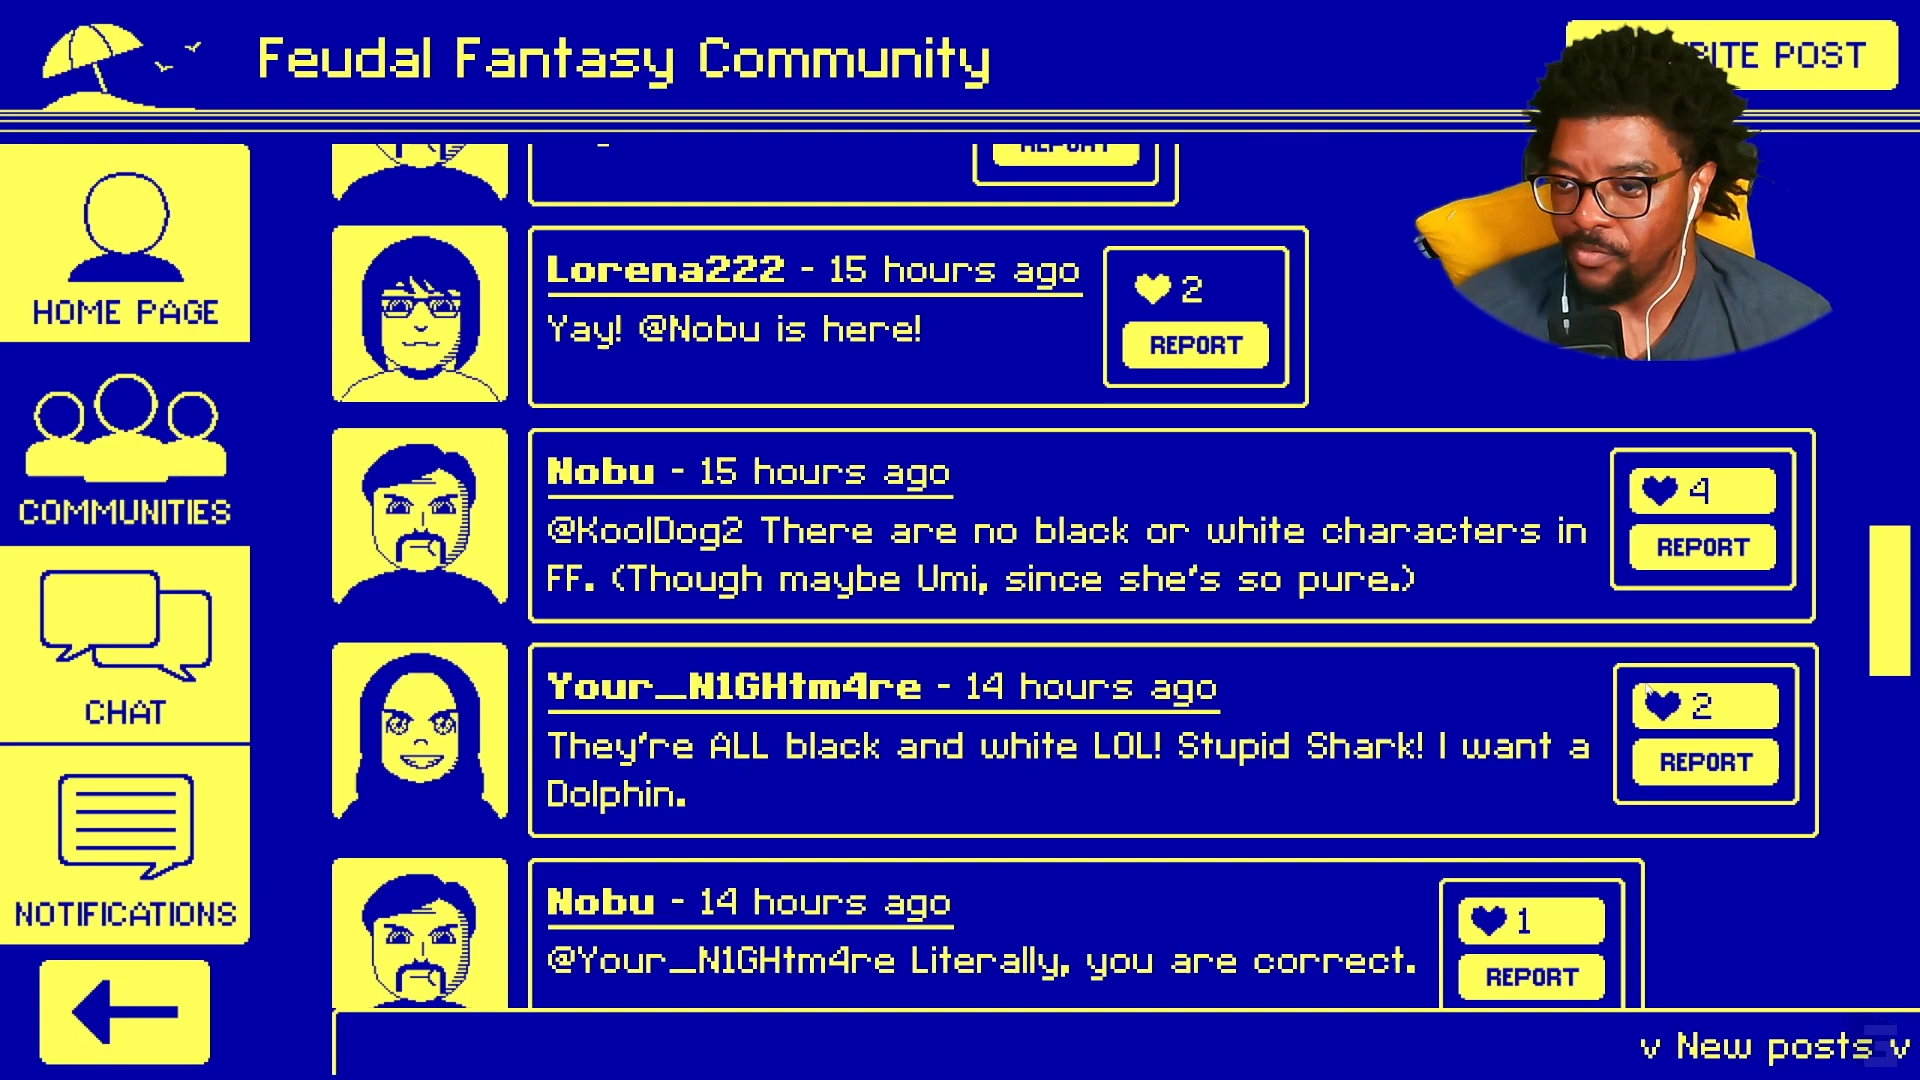 Feudal Fantasy Community
POST
REPORT
HOME PAGE
Lorena222 - 15 hours ago
2
Yay! @Nobu is here!
REPORT
COMMUNITIES
Nobu - 15 hours ago
4
@KoolDog2 There are no black or white characters in
FF. (Though maybe Umi, since she's so pure.)
REPORT
CHAT
Your_N1GHtm4re - 14 hours ago
2
They're ALL black and white LOL! Stupid Shark! I want a
Dolphin.
REPORT
NOTIFICATIONS
Nobu - 14 hours ago
1
@Your_N1GHtm4re Literally, you are correct.
REPORT
v New posts v